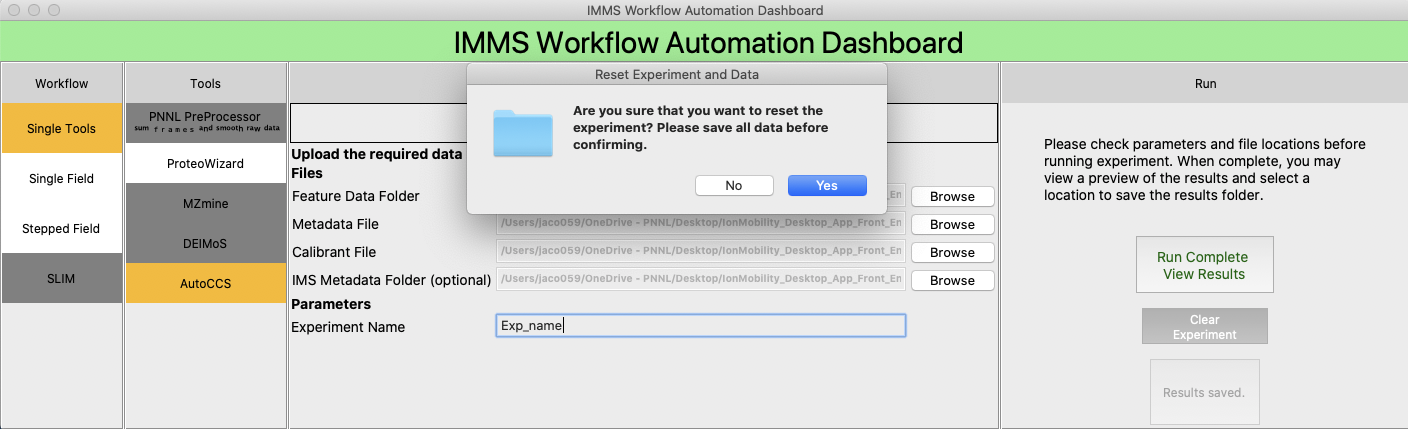 IMMS Workflow Automation Dashboard
IMMS Workflow Automation Dashboard
Workflow
Single Tools
Single Field
Stepped Field
SLIM
Tools
PNNL PreProcessor
sum frames and smooth raw data
ProteoWizard
MZmine
DEIMoS
AutoCCS
Reset Experiment and Data
Are you sure that you want to reset the
experiment? Please save all data before
confirming.
No
Yes
Upload the required data
Files
Feature Data Folder
Browse
Metadata File
/Users/jaco059/OneDrive - PNNL/Desktop/IonMobility_Desktop_App_Front_En
Browse
Calibrant File
/Users/jaco059/OneDrive - PNNL/Desktop/IonMobility_Desktop_App_Front_En
Browse
IMS Metadata Folder (optional)
/Users/jaco059/OneDrive - PNNL/Desktop/IonMobility_Desktop_App_Front_En
Browse
Parameters
Experiment Name
Exp_name
Run
Please check parameters and file locations before
running experiment. When complete, you may
view a preview of the results and select a
location to save the results folder.
Run Complete
View Results
Clear
Experiment
Results saved.